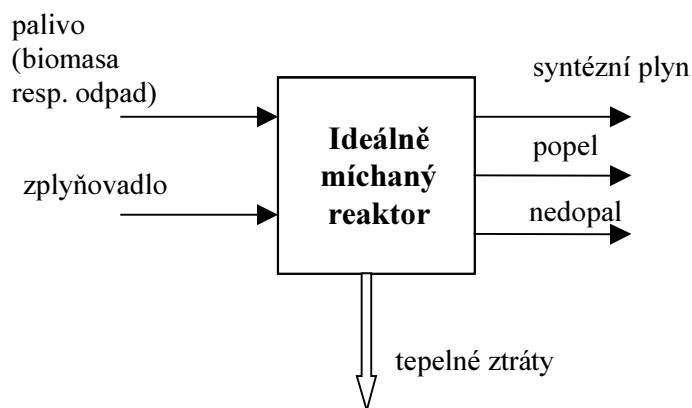 palivo
(biomasa
resp. odpad)
zplyňovadlo
Ideálně
míchaný
reaktor
syntézní plyn
popel
nedopal
tepelné ztráty